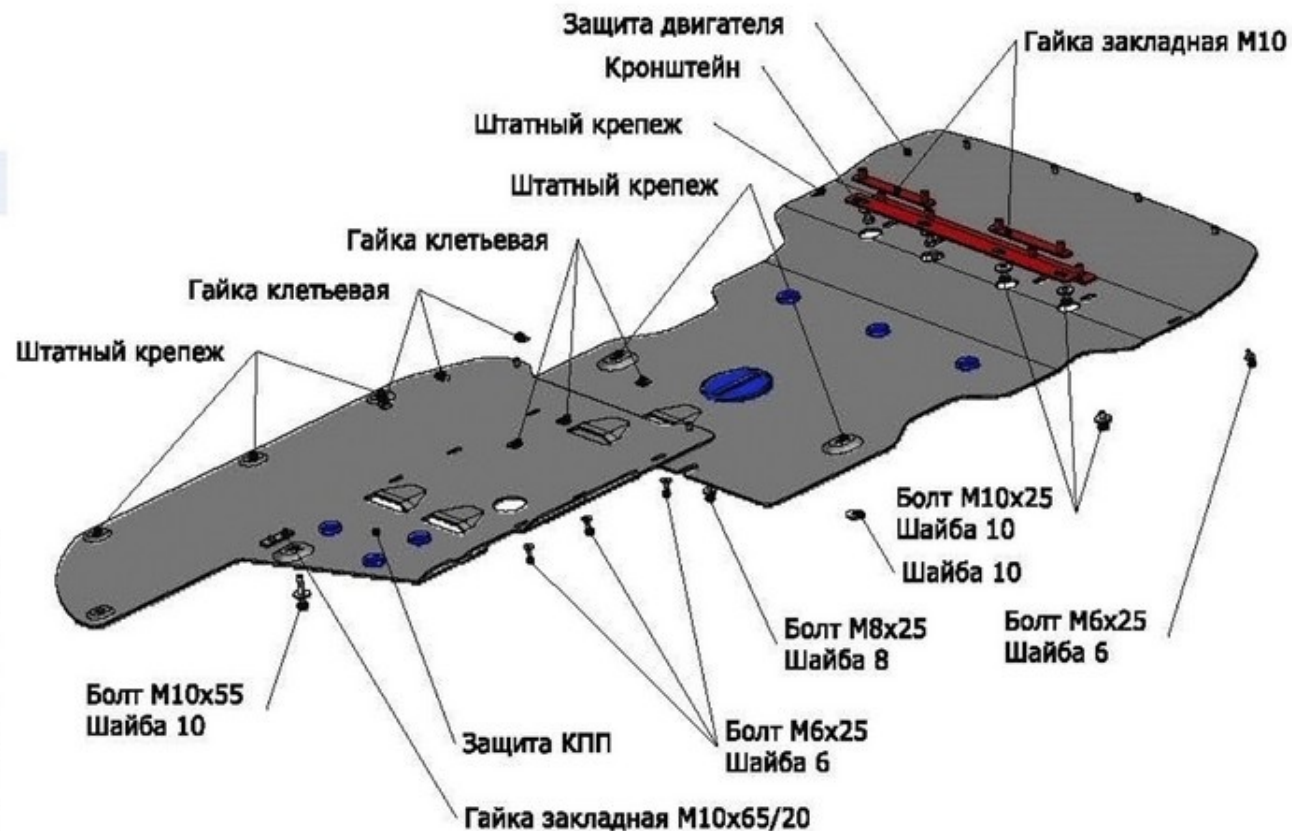 Защита двигателя
Гайка закладная М10
Кронштейн
Штатный крепеж
Штатный крепеж
Гайка клетьевая
Гайка клетьевая
Штатный крепеж
Болт М10х25
Шайба 10
Шайба 10
Болт М8х25
Шайба 8
Болт М6х25
Шайба 6
Болт М10х55
Шайба 10
Защита КПП
Болт М6х25
Шайба 6
Гайка закладная М10х65/20